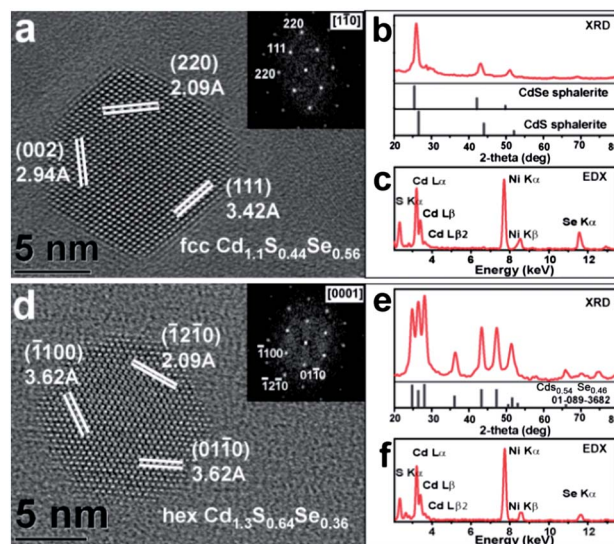 a
[11̄0]
220
111
220
(220)
2.09A
(002)
2.94A
(111)
3.42A
5 nm
fcc Cd1.1S0.44Se0.56
b
XRD
CdSe sphalerite
CdS sphalerite
20 30 40 50 60 70 80
2-theta (deg)
c
EDX
Cd Lα
Ni Kα
S Kα
Cd Lβ
Cd Lβ2
Ni Kβ
Se Kα
4 6 8 10 12
Energy (keV)
d
[0001]
1̄100
011̄0
1̄21̄0
(1̄21̄0)
2.09A
(1̄100)
3.62A
(011̄0)
3.62A
5 nm
hex Cd1.3S0.64Se0.36
e
XRD
Cds0.54 Se0.46
01-089-3682
20 30 40 50 60 70 80
2-theta (deg)
f
EDX
Cd Lα
Ni Kα
S Kα
Cd Lβ
Cd Lβ2
Ni Kβ
Se Kα
4 6 8 10 12
Energy (keV)